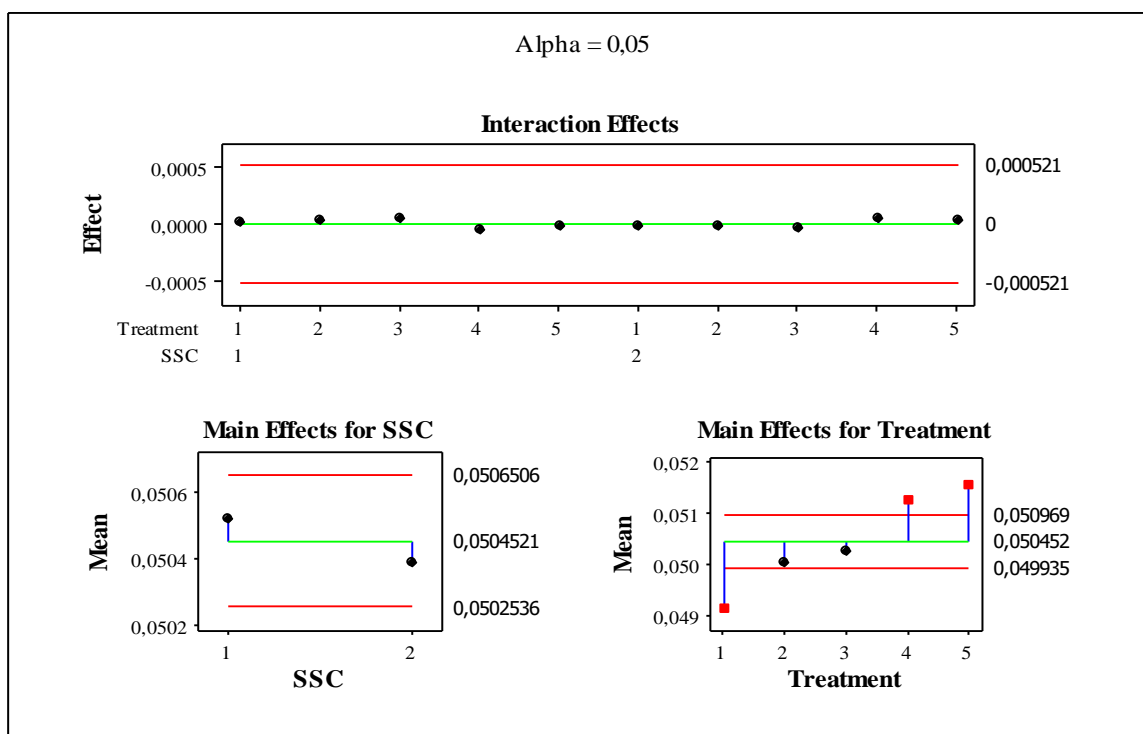 Alpha = 0,05
Interaction Effects
Effect
0,0005
0,0000
-0,0005
0,000521
0
-0,000521
Treatment 1 2 3 4 5 1 2 3 4 5
SSC 1 2
Main Effects for SSC
Mean
0,0506
0,0504
0,0502
0,0506506
0,0504521
0,0502536
1 2
SSC
Main Effects for Treatment
Mean
0,052
0,051
0,050
0,049
0,050969
0,050452
0,049935
1 2 3 4 5
Treatment